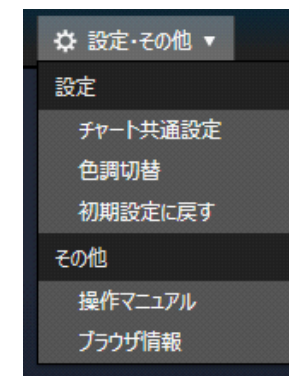 設定・その他 ▼
設定
チャート共通設定
色調切替
初期設定に戻す
その他
操作マニュアル
ブラウザ情報